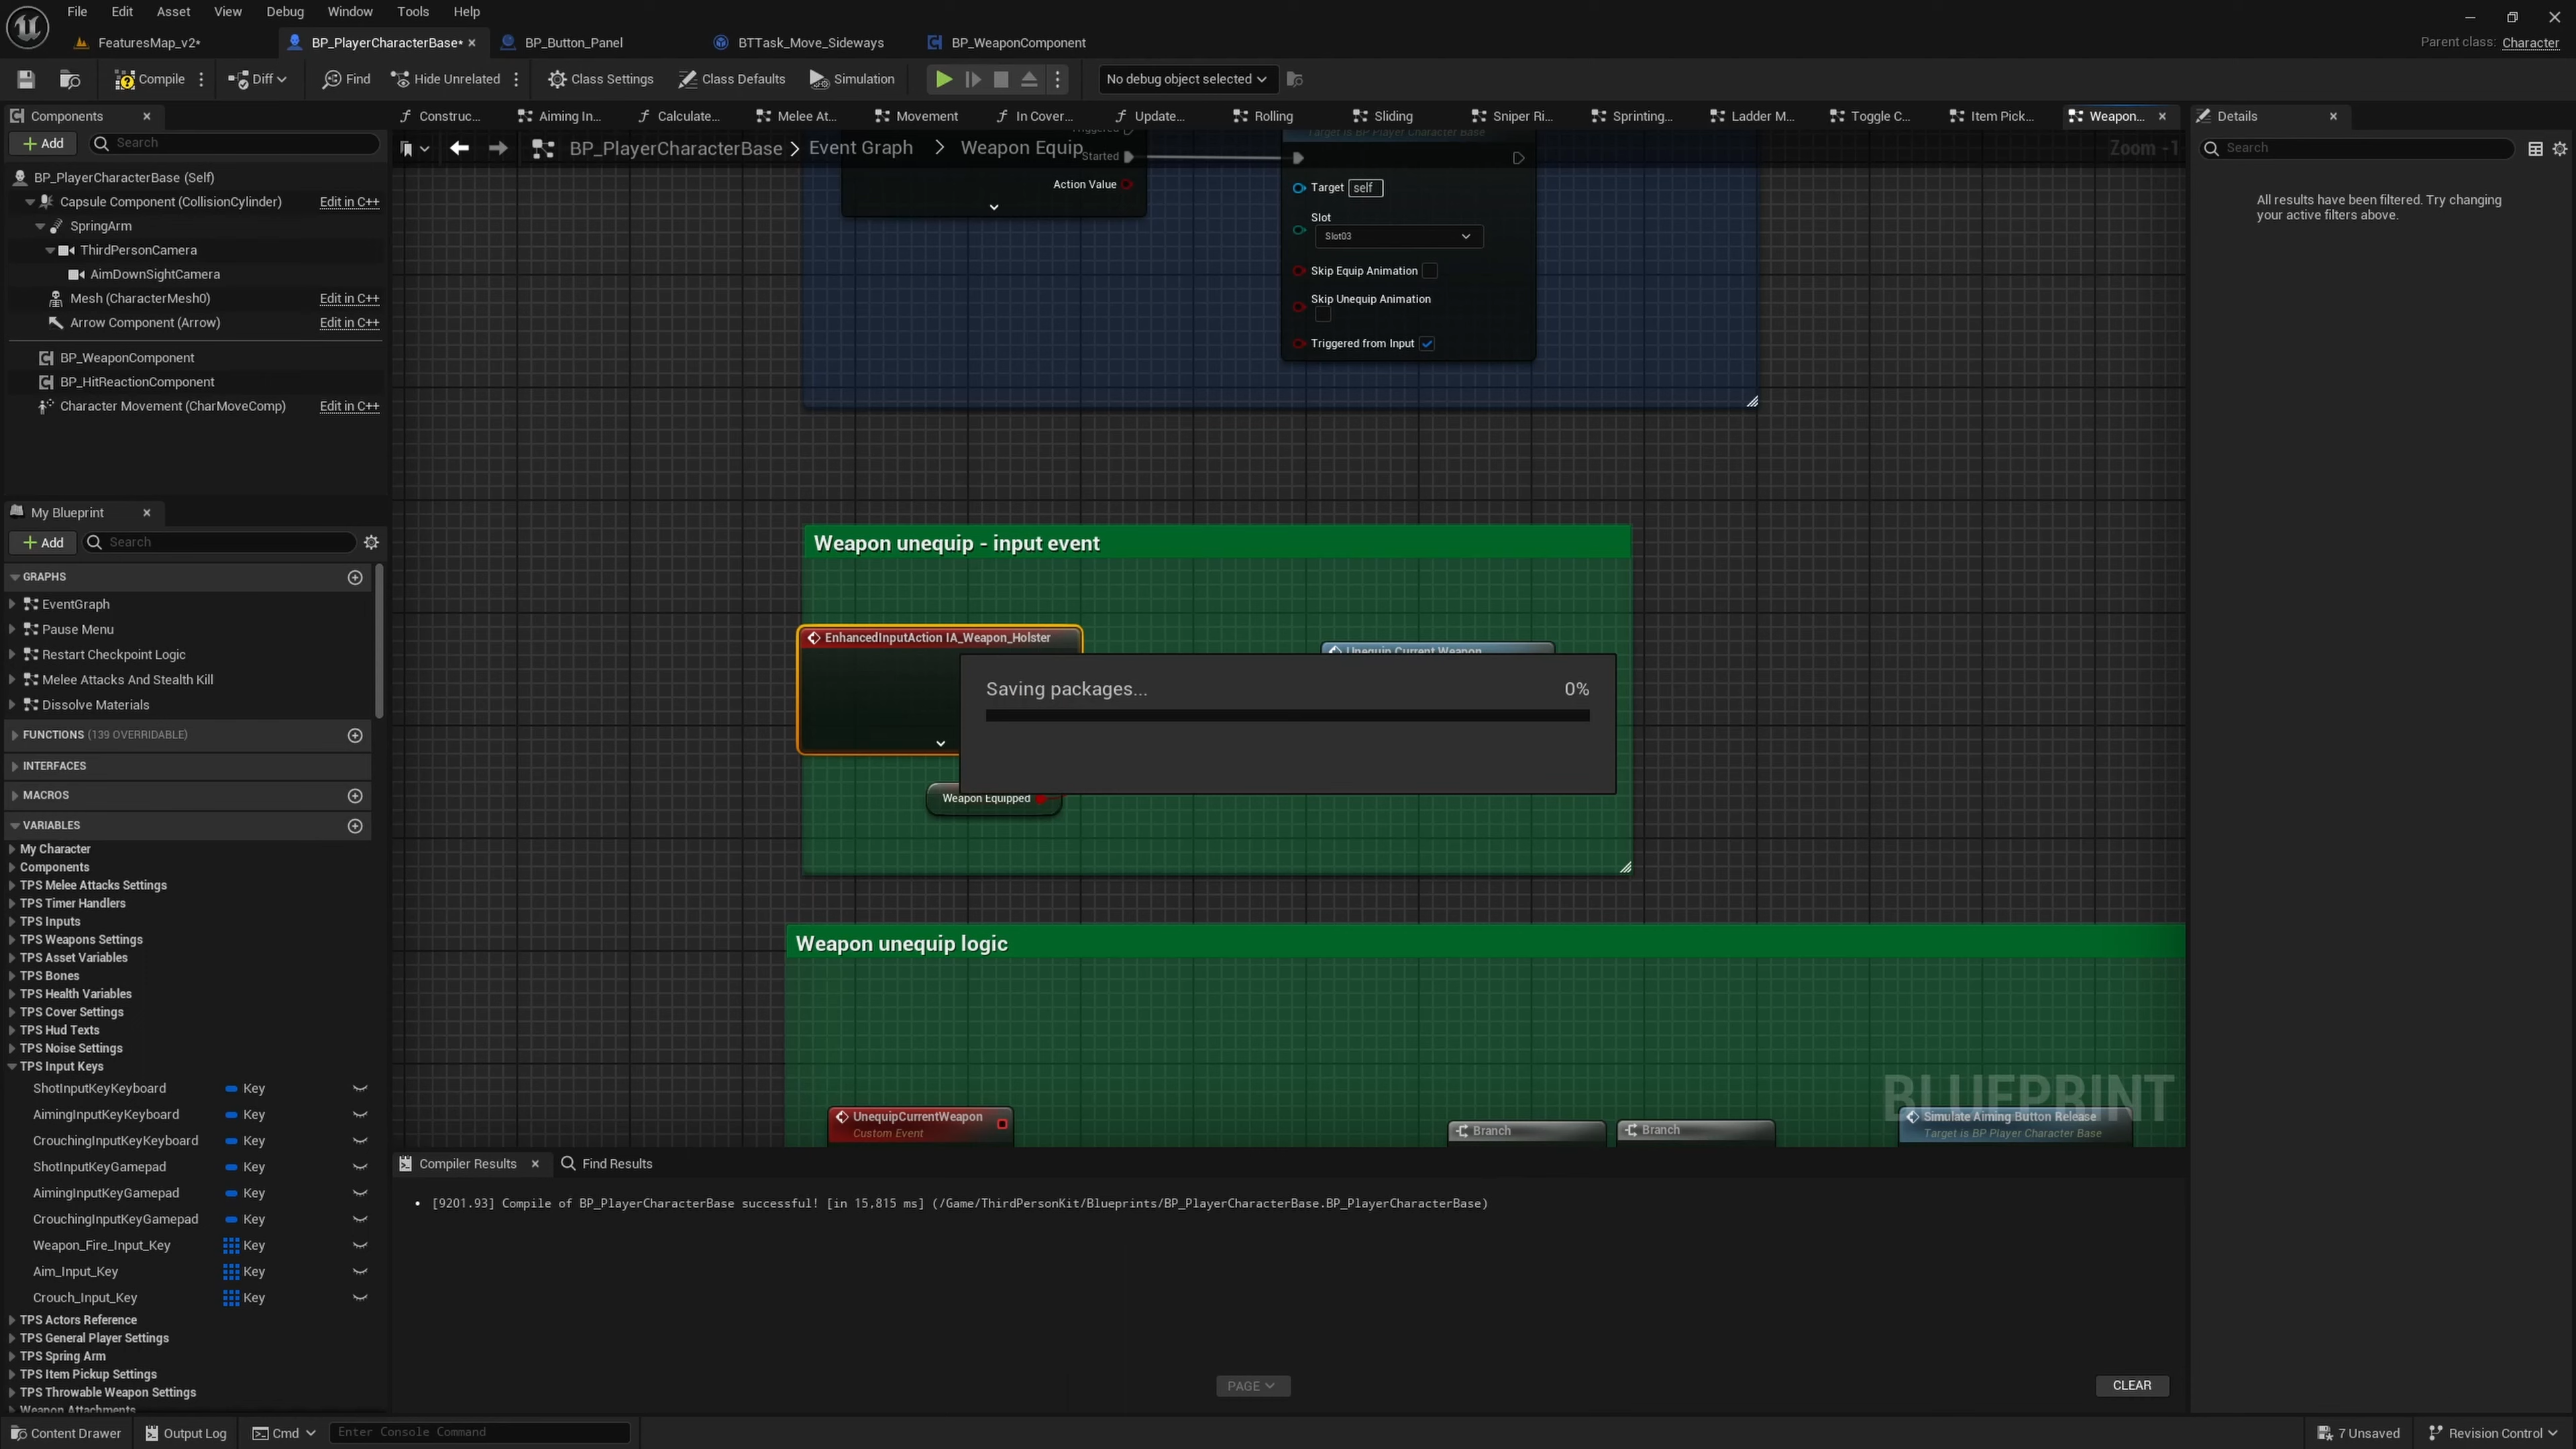 File Edit View Asset Debug Window Tools Help
FeaturesMap_v2*
BP_PlayerCharacterBase*
BP_Button_Panel
BTTask_Move_Sideways
BP_WeaponComponent
Parent class: Character
Compile
Diff
Find
Hide Unrelated
Class Settings
Class Defaults
Simulation
No debug object selected
Components
Add
Search
BP_PlayerCharacterBase (Self)
Capsule Component (CollisionCylinder) Edit in C++
SpringArm
ThirdPersonCamera
AimDownSightCamera
Mesh (CharacterMesh0) Edit in C++
Arrow Component (Arrow) Edit in C++
BP_WeaponComponent
BP_HitReactionComponent
Character Movement (CharMoveComp) Edit in C++
My Blueprint
Add
Search
GRAPHS
EventGraph
Pause Menu
Restart Checkpoint Logic
Melee Attacks And Stealth Kill
Dissolve Materials
FUNCTIONS (139 OVERRIDABLE)
INTERFACES
MACROS
VARIABLES
My Character
Components
TPS Melee Attacks Settings
TPS Timer Handlers
TPS Inputs
TPS Weapons Settings
TPS Asset Variables
TPS Bones
TPS Health Variables
TPS Cover Settings
TPS Hud Texts
TPS Noise Settings
TPS Input Keys
ShotInputKeyKeyboard Key
AimingInputKeyKeyboard Key
CrouchingInputKeyKeyboard Key
ShotInputKeyGamepad Key
AimingInputKeyGamepad Key
CrouchingInputKeyGamepad Key
Weapon_Fire_Input_Key Key
Aim_Input_Key Key
Crouch_Input_Key Key
TPS Actors Reference
TPS General Player Settings
TPS Spring Arm
TPS Item Pickup Settings
TPS Throwable Weapon Settings
Weapon Attachments
Construc...
Aiming In...
Calculate...
Melee At...
Movement
In Cover...
Update...
Rolling
Sliding
Sniper Ri...
Sprinting...
Ladder M...
Toggle C...
Item Pick...
Weapon...
BP_PlayerCharacterBase > Event Graph > Weapon Equip
Zoom -1
Triggered
Started
Action Value
Target is BP Player Character Base
Target self
Slot
Slot03
Skip Equip Animation
Skip Unequip Animation
Triggered from Input
Weapon unequip - input event
EnhancedInputAction IA_Weapon_Holster
Unequip Current Weapon
Saving packages... 0%
Weapon Equipped
Weapon unequip logic
BLUEPRINT
UnequipCurrentWeapon
Custom Event
Branch
Branch
Simulate Aiming Button Release
Target is BP Player Character Base
Details
Search
All results have been filtered. Try changing
your active filters above.
Compiler Results
Find Results
[9201.93] Compile of BP_PlayerCharacterBase successful! [in 15,815 ms] (/Game/ThirdPersonKit/Blueprints/BP_PlayerCharacterBase.BP_PlayerCharacterBase)
PAGE
CLEAR
Content Drawer
Output Log
Cmd
Enter Console Command
7 Unsaved
Revision Control